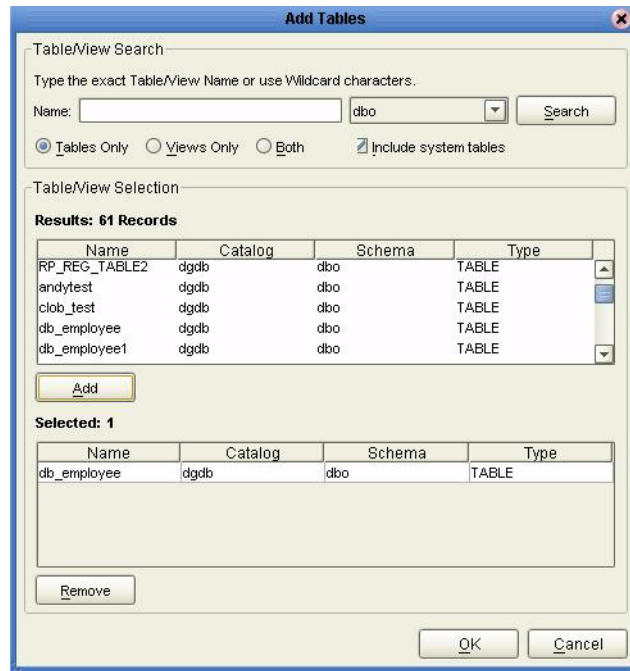 Add Tables
Table/View Search
Type the exact Table/View Name or use Wildcard characters.
Name: dbo Search
Tables Only Views Only Both Include system tables
Table/View Selection
Results: 61 Records
Name Catalog Schema Type
RP_REG_TABLE2 dgdb dbo TABLE
andytest dgdb dbo TABLE
clob_test dgdb dbo TABLE
db_employee dgdb dbo TABLE
db_employee1 dgdb dbo TABLE
Add
Selected: 1
Name Catalog Schema Type
db_employee dgdb dbo TABLE
Remove
OK Cancel